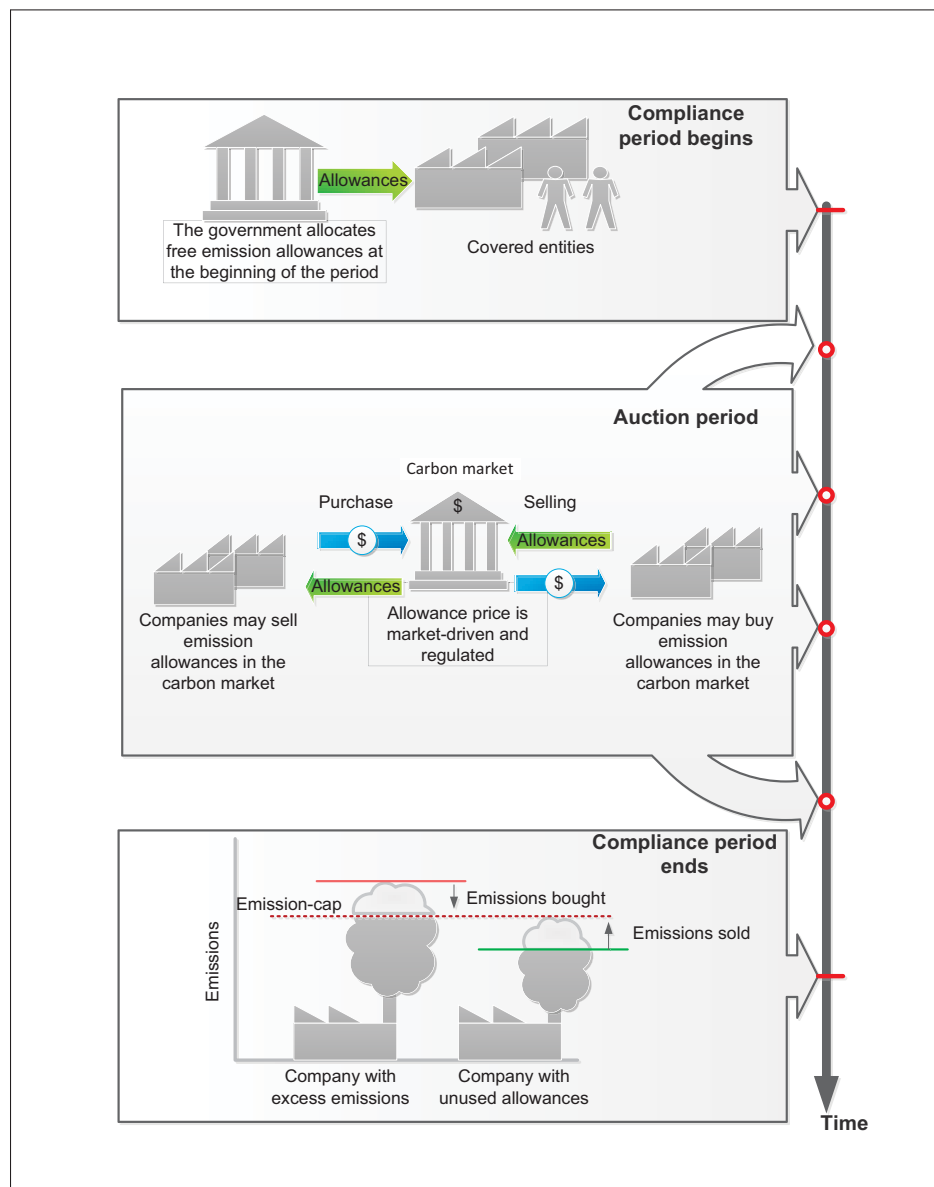 Compliance
period begins
Allowances
The government allocates
free emission allowances at
the beginning of the period
Covered entities
Auction period
Carbon market
Purchase
$
Selling
$
Allowances
Allowances
$
Companies may sell
emission
allowances in the
carbon market
Allowance price is
market-driven and
regulated
Companies may buy
emission
allowances in the
carbon market
Compliance period
ends
Emissions
Emission-cap
Emissions bought
Emissions sold
Company with
excess emissions
Company with
unused allowances
Time